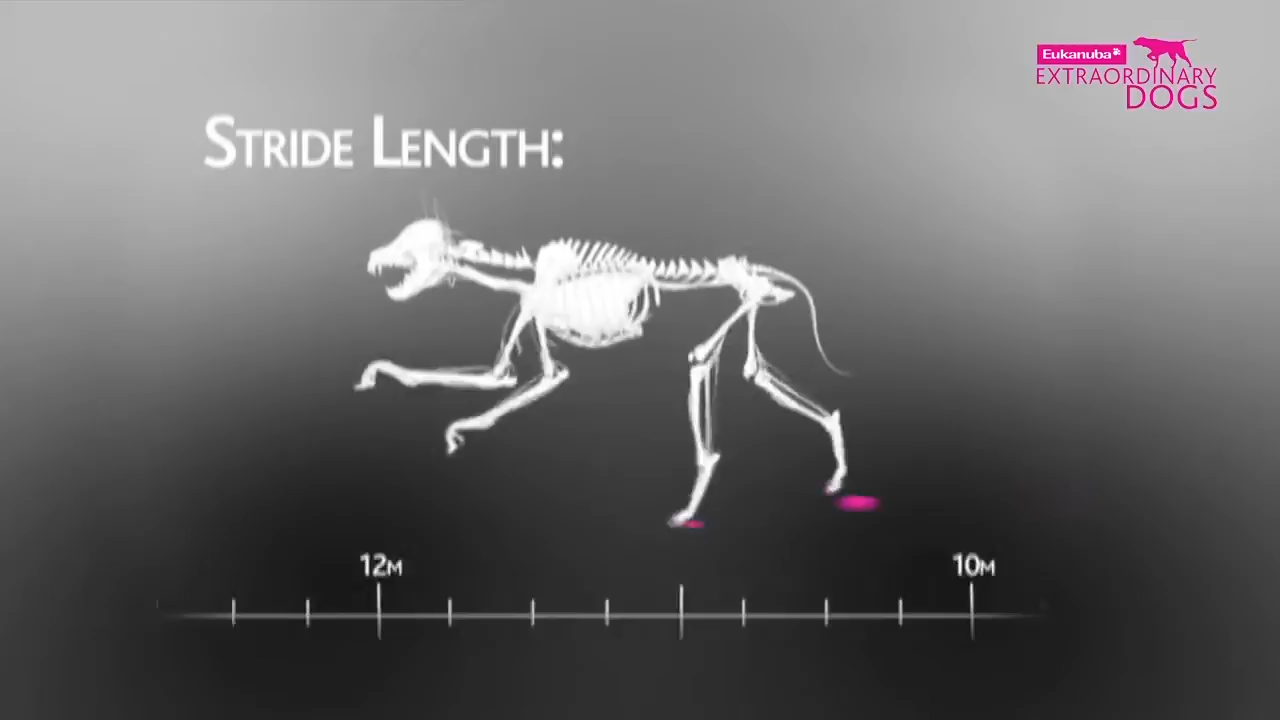 Eukanuba
EXTRAORDINARY
DOGS
STRIDE LENGTH:
12M
10M